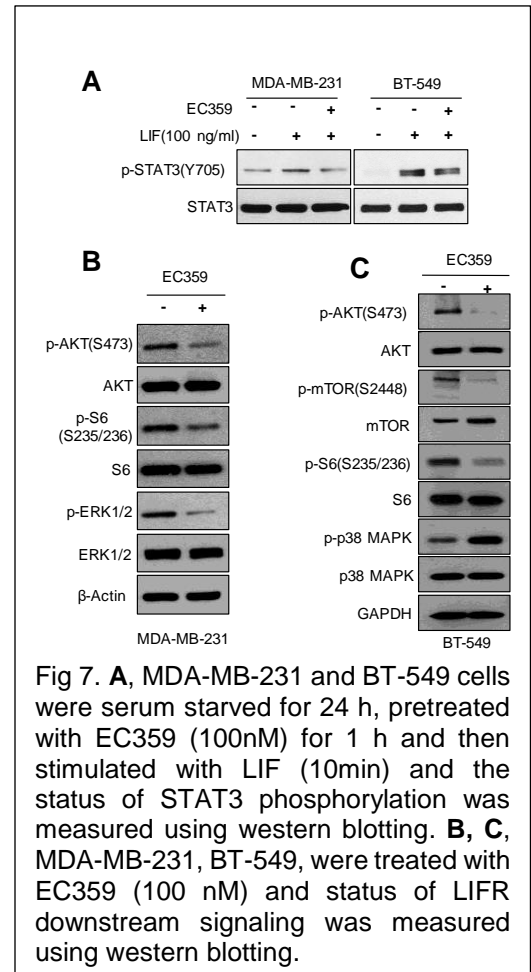 A
MDA-MB-231 BT-549
EC359 - - + - - +
LIF(100 ng/ml) - + + - + +
p-STAT3(Y705)
STAT3
B
EC359
- +
p-AKT(S473)
AKT
p-S6
(S235/236)
S6
p-ERK1/2
ERK1/2
β-Actin
MDA-MB-231
C
EC359
- +
p-AKT(S473)
AKT
p-mTOR(S2448)
mTOR
p-S6(S235/236)
S6
p-p38 MAPK
p38 MAPK
GAPDH
BT-549
Fig 7. A, MDA-MB-231 and BT-549 cells
were serum starved for 24 h, pretreated
with EC359 (100nM) for 1 h and then
stimulated with LIF (10min) and the
status of STAT3 phosphorylation was
measured using western blotting. B, C,
MDA-MB-231, BT-549, were treated with
EC359 (100 nM) and status of LIFR
downstream signaling was measured
using western blotting.